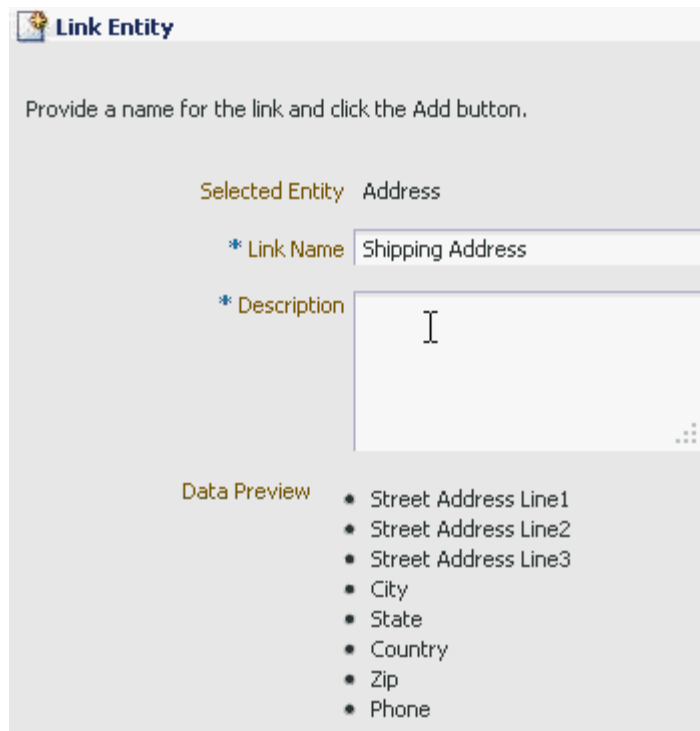 Link Entity
Provide a name for the link and click the Add button.
Selected Entity Address
* Link Name Shipping Address
* Description
Data Preview
• Street Address Line1
• Street Address Line2
• Street Address Line3
• City
• State
• Country
• Zip
• Phone